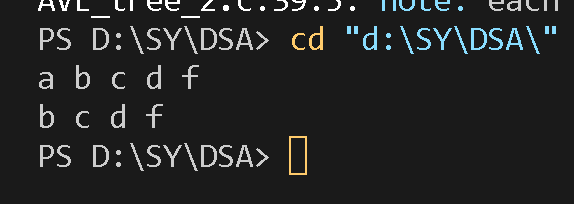 AVL_tree_2.c:39:5: note: each
PS D:\SY\DSA> cd "d:\SY\DSA\"
a b c d f
b c d f
PS D:\SY\DSA>